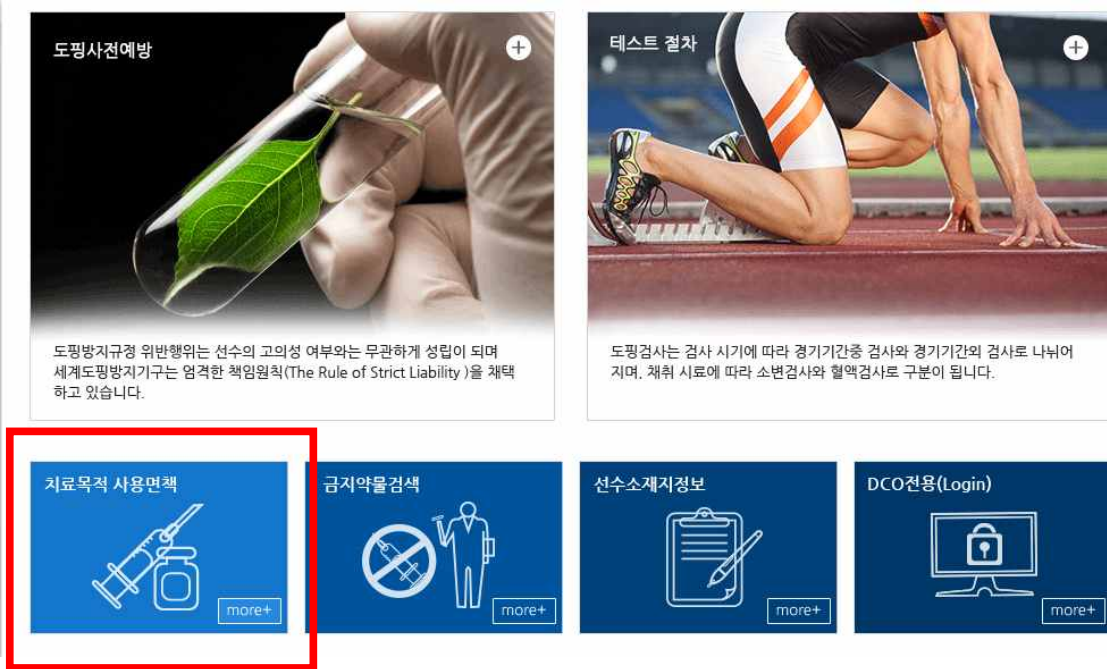 도핑사전예방
테스트 절차
도핑방지규정 위반행위는 선수의 고의성 여부와는 무관하게 성립이 되며
세계도핑방지기구는 엄격한 책임원칙(The Rule of Strict Liability )을 채택
하고 있습니다.
도핑검사는 검사 시기에 따라 경기기간중 검사와 경기기간외 검사로 나뉘어
지며, 채취 시료에 따라 소변검사와 혈액검사로 구분이 됩니다.
치료목적 사용면책
more+
금지약물검색
more+
선수소재지정보
more+
DCO전용(Login)
more+